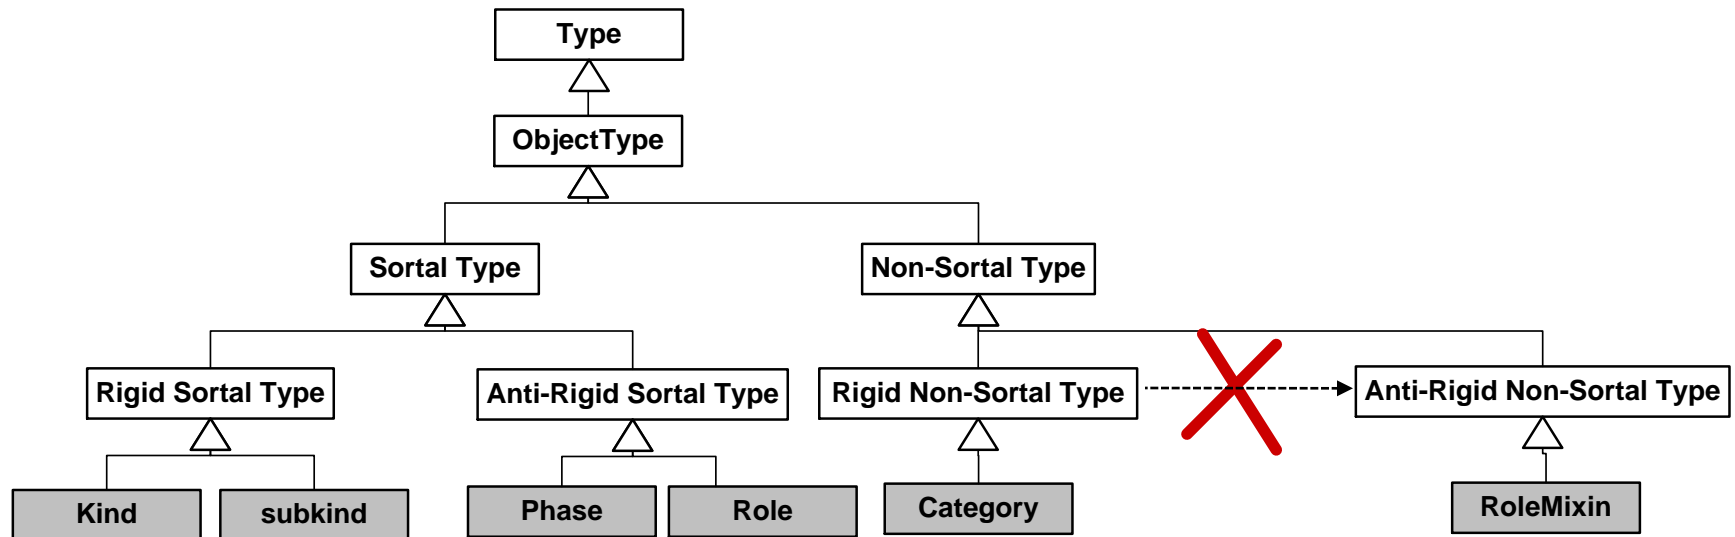 Type
ObjectType
Sortal Type
Non-Sortal Type
Rigid Sortal Type
Anti-Rigid Sortal Type
Rigid Non-Sortal Type
Anti-Rigid Non-Sortal Type
Kind
subkind
Phase
Role
Category
RoleMixin